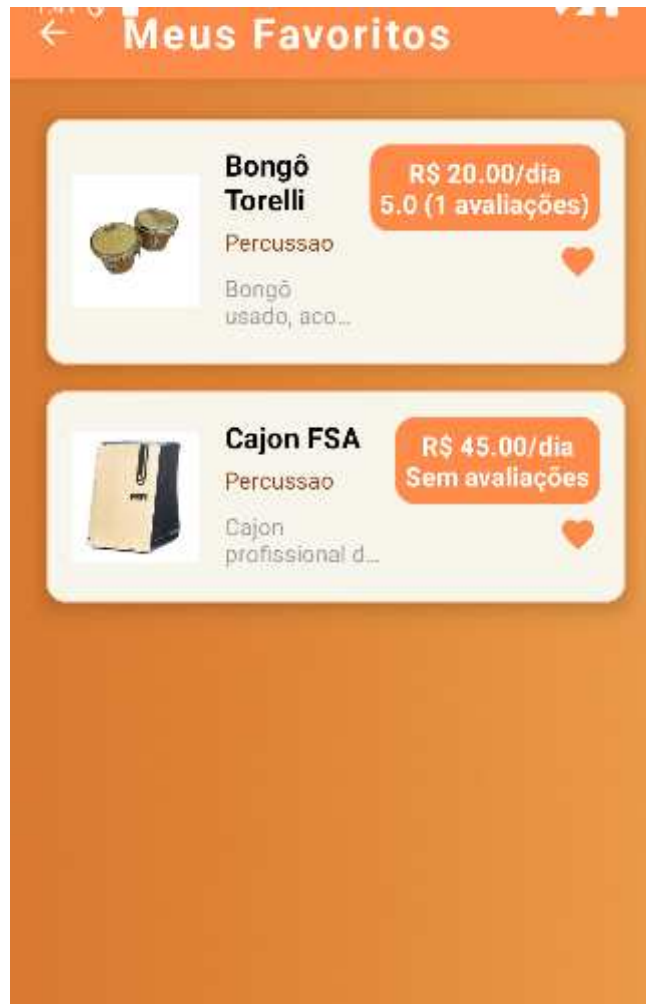 Meus Favoritos
Bongô
Torelli
Percussao
Bongô
usado, aco...
R$ 20.00/dia
5.0 (1 avaliações)
Cajon FSA
Percussao
Cajon
profissional d...
R$ 45.00/dia
Sem avaliações